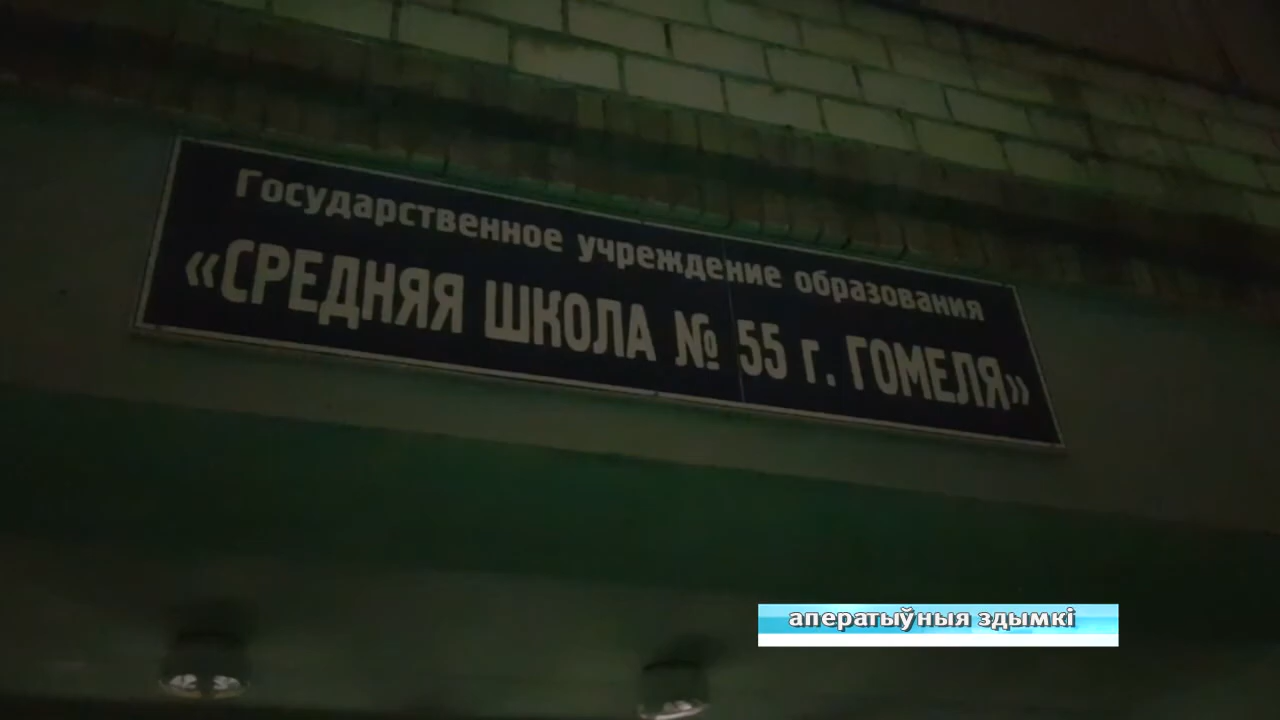 Государственное учреждение образования
«СРЕДНЯЯ ШКОЛА № 55 г. ГОМЕЛЯ»
аператыўныя здымкі